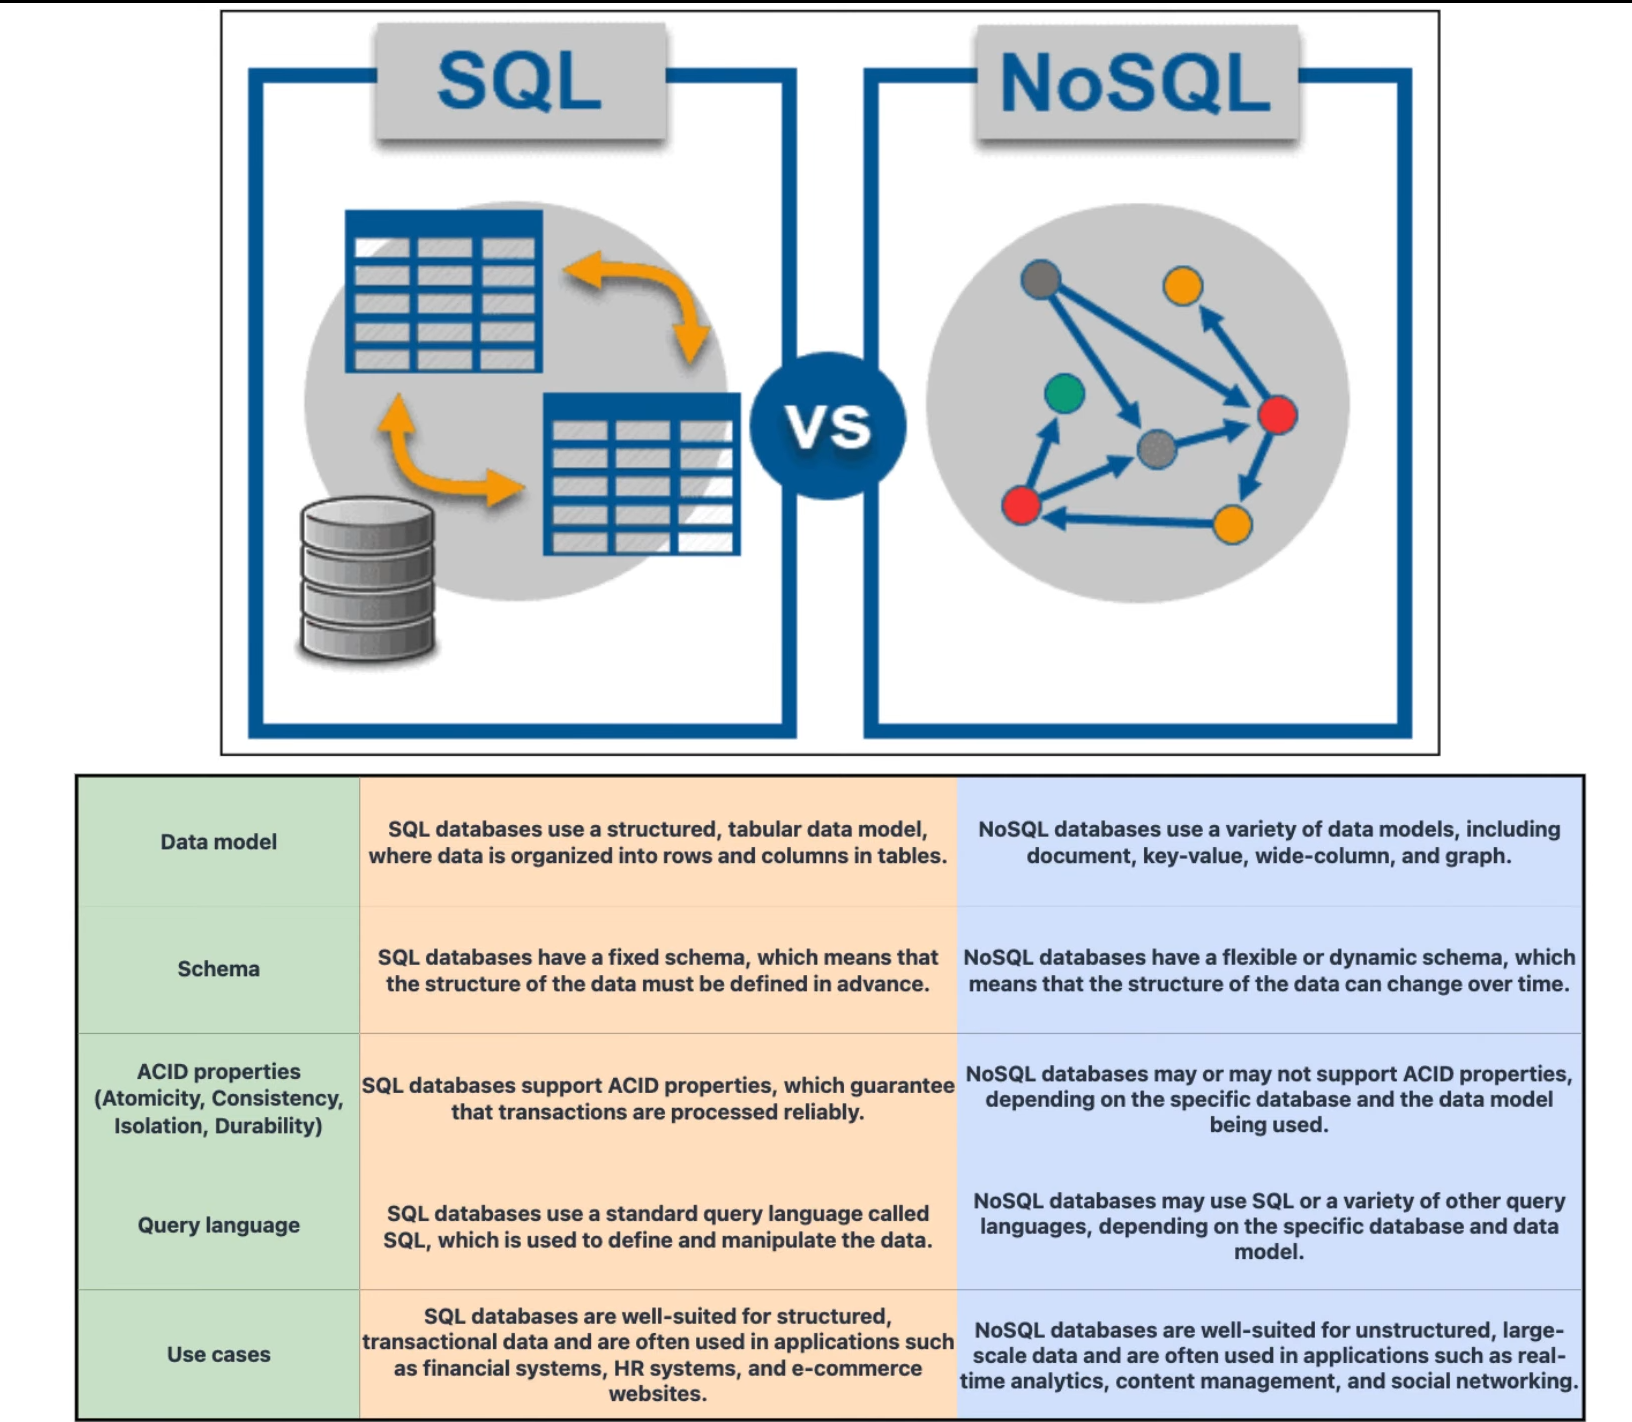 SQL
NoSQL
VS
Data model
SQL databases use a structured, tabular data model,
where data is organized into rows and columns in tables.
NoSQL databases use a variety of data models, including
document, key-value, wide-column, and graph.
Schema
SQL databases have a fixed schema, which means that
the structure of the data must be defined in advance.
NoSQL databases have a flexible or dynamic schema, which
means that the structure of the data can change over time.
ACID properties
(Atomicity, Consistency,
Isolation, Durability)
SQL databases support ACID properties, which guarantee
that transactions are processed reliably.
NoSQL databases may or may not support ACID properties,
depending on the specific database and the data model
being used.
Query language
SQL databases use a standard query language called
SQL, which is used to define and manipulate the data.
NoSQL databases may use SQL or a variety of other query
languages, depending on the specific database and data
model.
Use cases
SQL databases are well-suited for structured,
transactional data and are often used in applications such
as financial systems, HR systems, and e-commerce
websites.
NoSQL databases are well-suited for unstructured, large-
scale data and are often used in applications such as real-
time analytics, content management, and social networking.